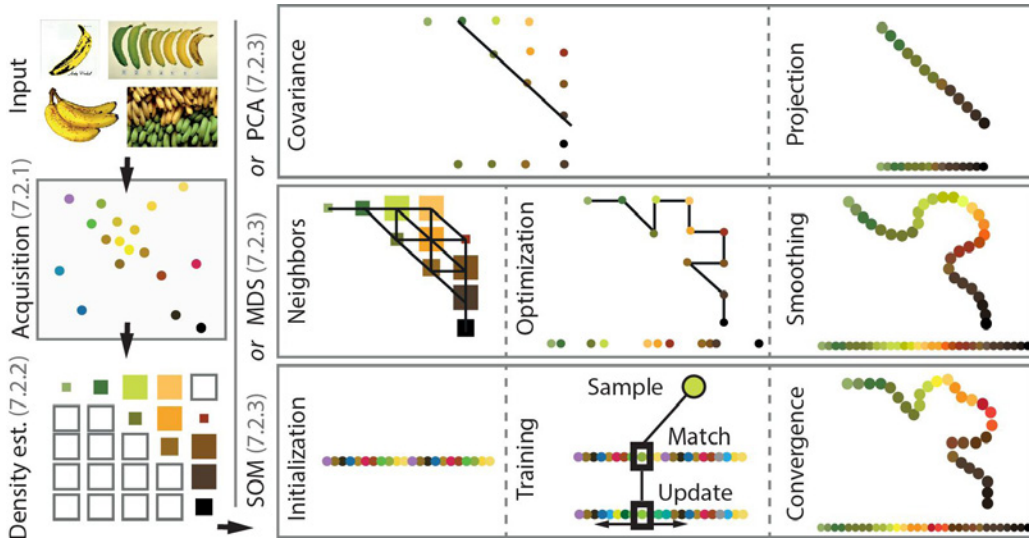 Input
Acquisition (7.2.1)
Density est. (7.2.2)
or PCA (7.2.3)
Covariance
Projection
or MDS (7.2.3)
Neighbors
Optimization
Smoothing
SOM (7.2.3)
Initialization
Training
Sample
Match
Update
Convergence